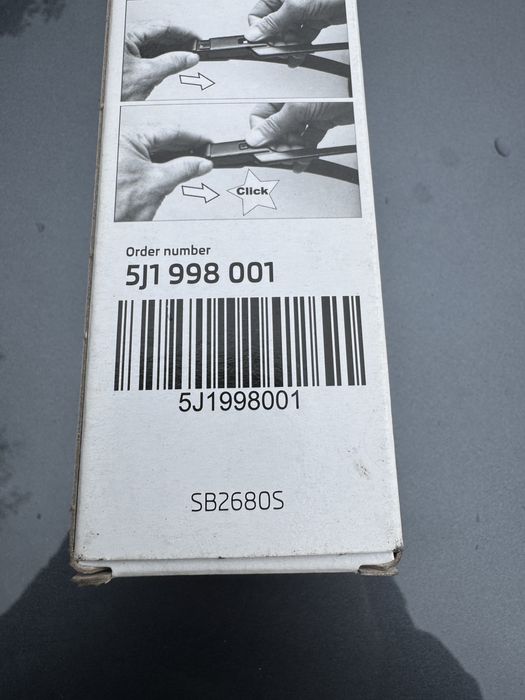 Click
Order number
5J1 998 001
5J1998001
SB2680S